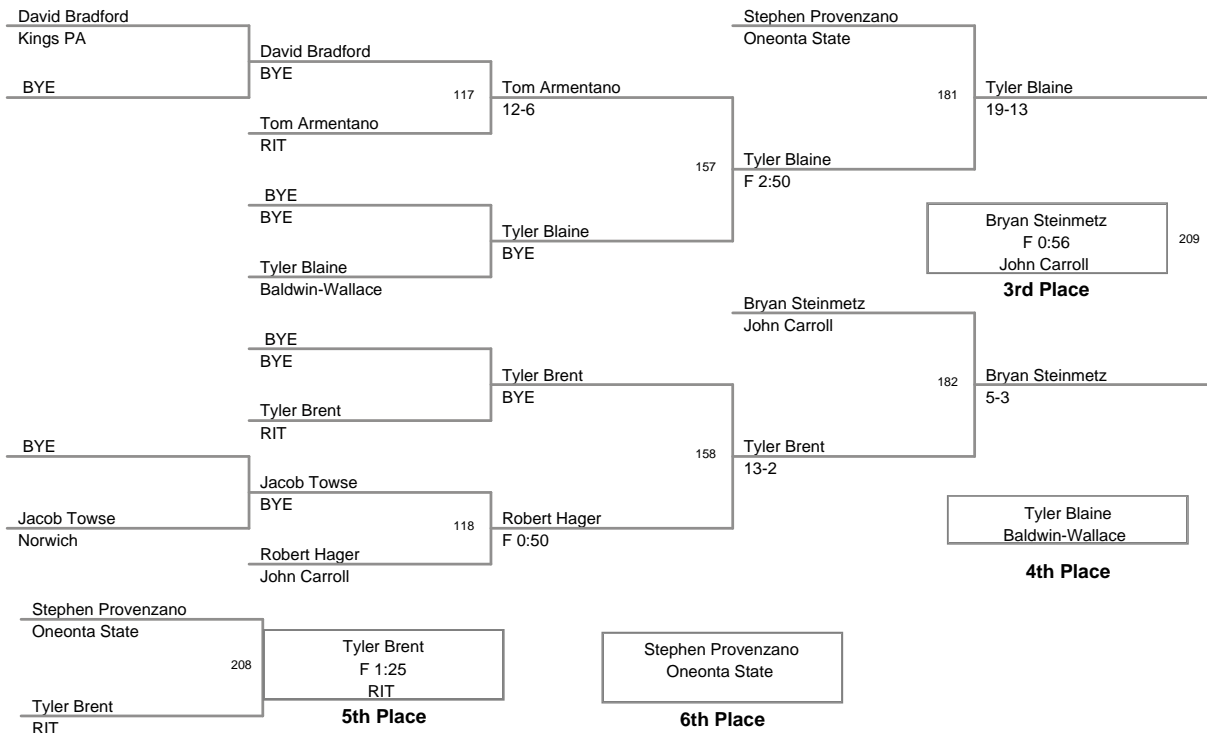 David Bradford
Kings PA
BYE
David Bradford
BYE
117
Tom Armentano
RIT
Tom Armentano
12-6
BYE
BYE
Tyler Blaine
Baldwin-Wallace
Tyler Blaine
BYE
157
Tyler Blaine
F 2:50
Stephen Provenzano
Oneonta State
181
Tyler Blaine
19-13
Bryan Steinmetz
F 0:56
John Carroll
209
3rd Place
BYE
BYE
Tyler Brent
RIT
Tyler Brent
BYE
BYE
Jacob Towse
Norwich
Jacob Towse
BYE
118
Robert Hager
John Carroll
Robert Hager
F 0:50
158
Tyler Brent
13-2
Bryan Steinmetz
John Carroll
182
Bryan Steinmetz
5-3
Tyler Blaine
Baldwin-Wallace
4th Place
Stephen Provenzano
Oneonta State
208
Tyler Brent
RIT
Tyler Brent
F 1:25
RIT
5th Place
Stephen Provenzano
Oneonta State
6th Place